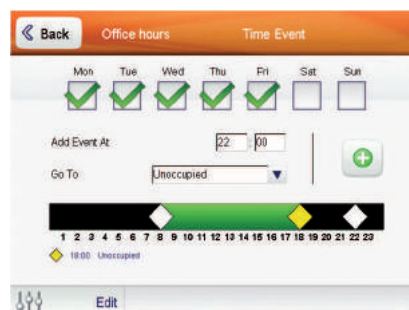 Back Office hours Time Event
Mon Tue Wed Thu Fri Sat Sun
Add Event At 22 : 00
Go To Unoccupied
1 2 3 4 5 6 7 8 9 10 11 12 13 14 15 16 17 18 19 20 21 22 23
18:00 Unoccupied
Edit